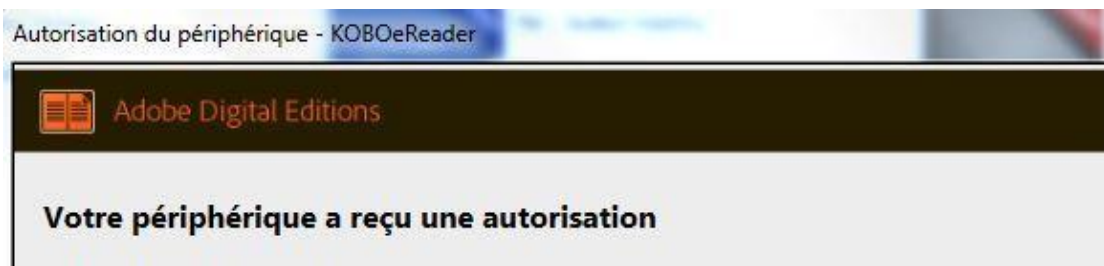 Autorisation du périphérique - KOBOeReader
Adobe Digital Editions
Votre périphérique a reçu une autorisation